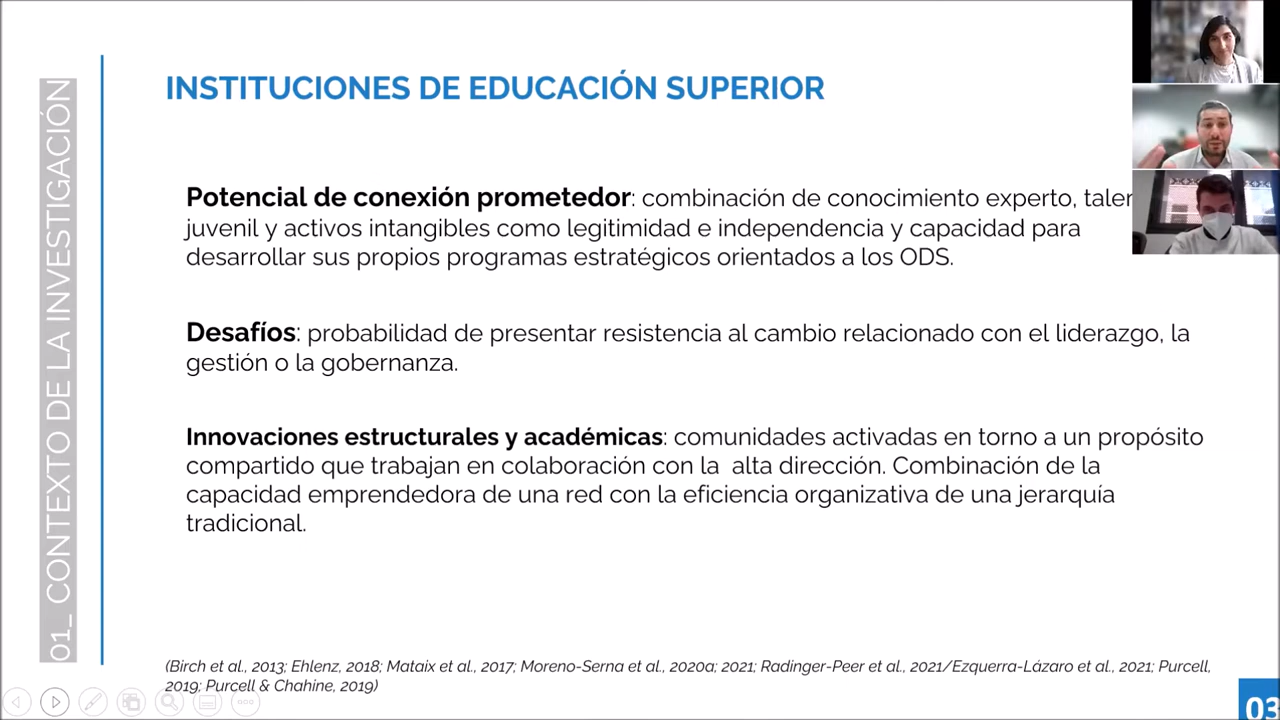 01_ CONTEXTO DE LA INVESTIGACIÓN
INSTITUCIONES DE EDUCACIÓN SUPERIOR
Potencial de conexión prometedor: combinación de conocimiento experto,
juvenil y activos intangibles como legitimidad e independencia y capacidad para
desarrollar sus propios programas estratégicos orientados a los ODS.
Desafíos: probabilidad de presentar resistencia al cambio relacionado con el liderazgo, la
gestión o la gobernanza.
Innovaciones estructurales y académicas: comunidades activadas en torno a un propósito
compartido que trabajan en colaboración con la alta dirección. Combinación de la
capacidad emprendedora de una red con la eficiencia organizativa de una jerarquía
tradicional.
(Birch et al., 2013; Ehlenz, 2018; Mataix et al., 2017; Moreno-Serna et al., 2020a; 2021; Radinger-Peer et al., 2021/Ezquerra-Lázaro et al., 2021; Purcell,
2019; Purcell & Chahine, 2019)
03